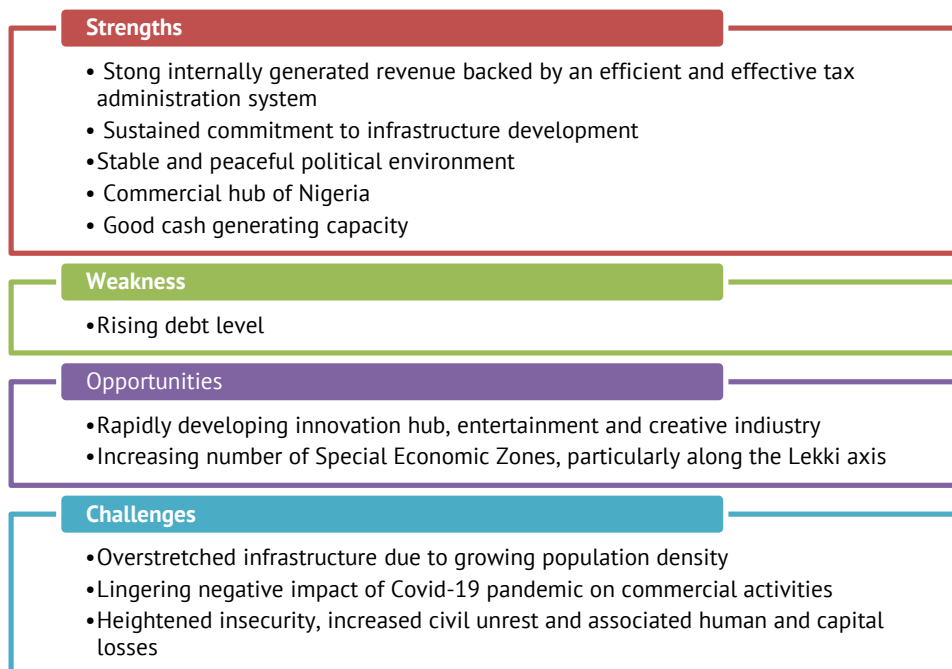 Strengths
• Stong internally generated revenue backed by an efficient and effective tax
administration system
• Sustained commitment to infrastructure development
•Stable and peaceful political environment
• Commercial hub of Nigeria
• Good cash generating capacity
Weakness
•Rising debt level
Opportunities
•Rapidly developing innovation hub, entertainment and creative indiustry
•Increasing number of Special Economic Zones, particularly along the Lekki axis
Challenges
•Overstretched infrastructure due to growing population density
•Lingering negative impact of Covid-19 pandemic on commercial activities
•Heightened insecurity, increased civil unrest and associated human and capital
losses